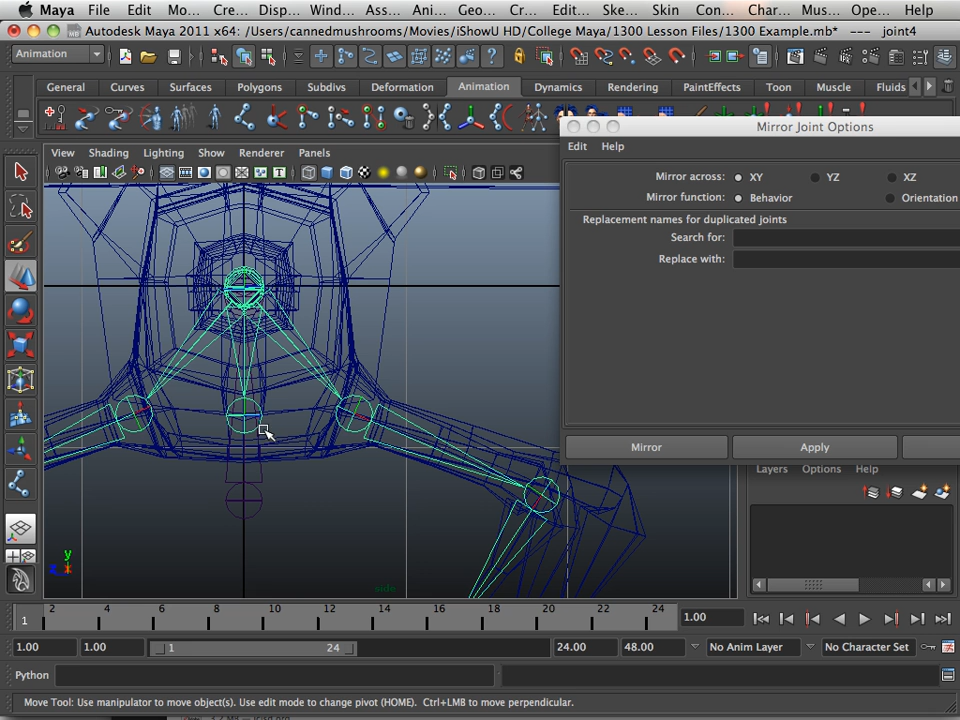 Maya File Edit Mo... Cre... Disp... Wind... Ass... Ani... Geo... Cr... Edit... Ske... Skin Con... Char... Mus... Ope... Help
Autodesk Maya 2011 x64: /Users/cannedmushrooms/Movies/iShowU HD/College Maya/1300 Lesson Files/1300 Example.mb* --- joint4
Animation
General Curves Surfaces Polygons Subdivs Deformation Animation Dynamics Rendering PaintEffects Toon Muscle Fluids
Mirror Joint Options
Edit Help
View Shading Lighting Show Renderer Panels
Mirror across: XY YZ XZ
Mirror function: Behavior Orientation
Replacement names for duplicated joints
Search for:
Replace with:
Mirror Apply
Layers Options Help
y
side
2 4 6 8 10 12 14 16 18 20 22 24
1 1.00
1.00 1.00 1 24 24.00 48.00 No Anim Layer No Character Set
Python
Move Tool: Use manipulator to move object(s). Use edit mode to change pivot (HOME). Ctrl+LMB to move perpendicular.